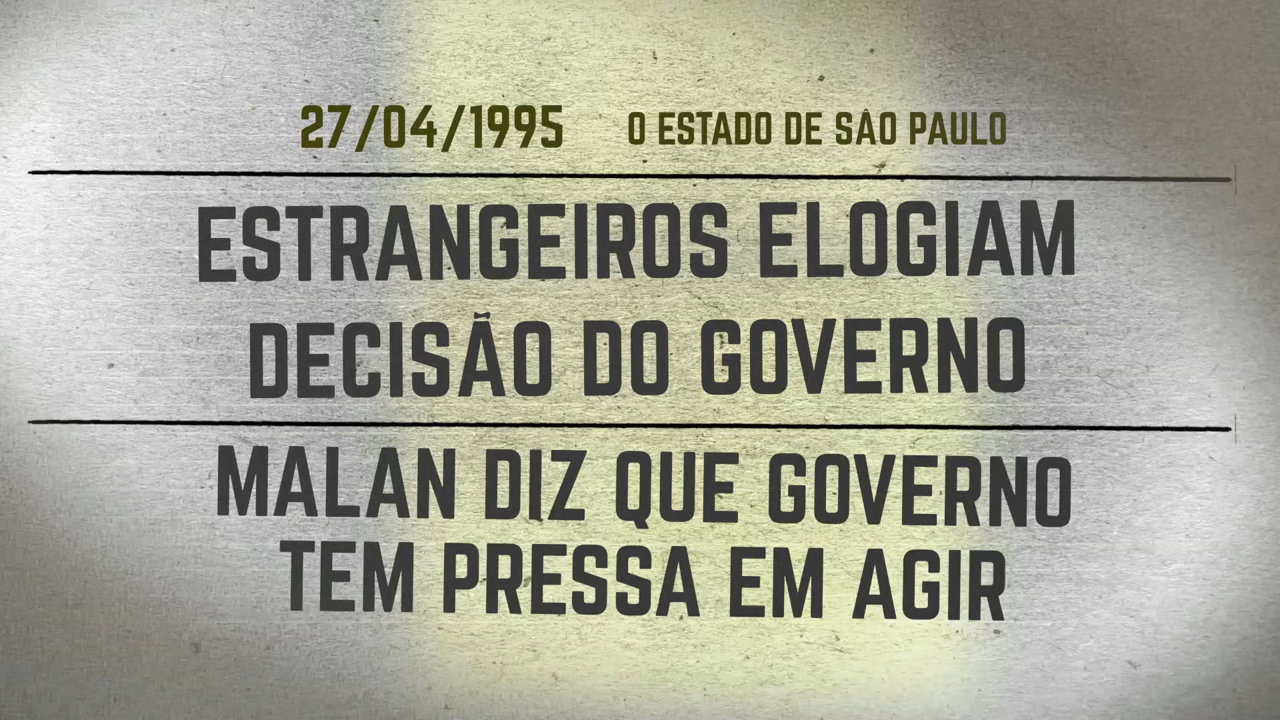 27/04/1995 O ESTADO DE SÂO PAULO
ESTRANGEIROS ELOGIAM
DECISÃO DO GOVERNO
MALAN DIZ QUE GOVERNO
TEM PRESSA EM AGIR